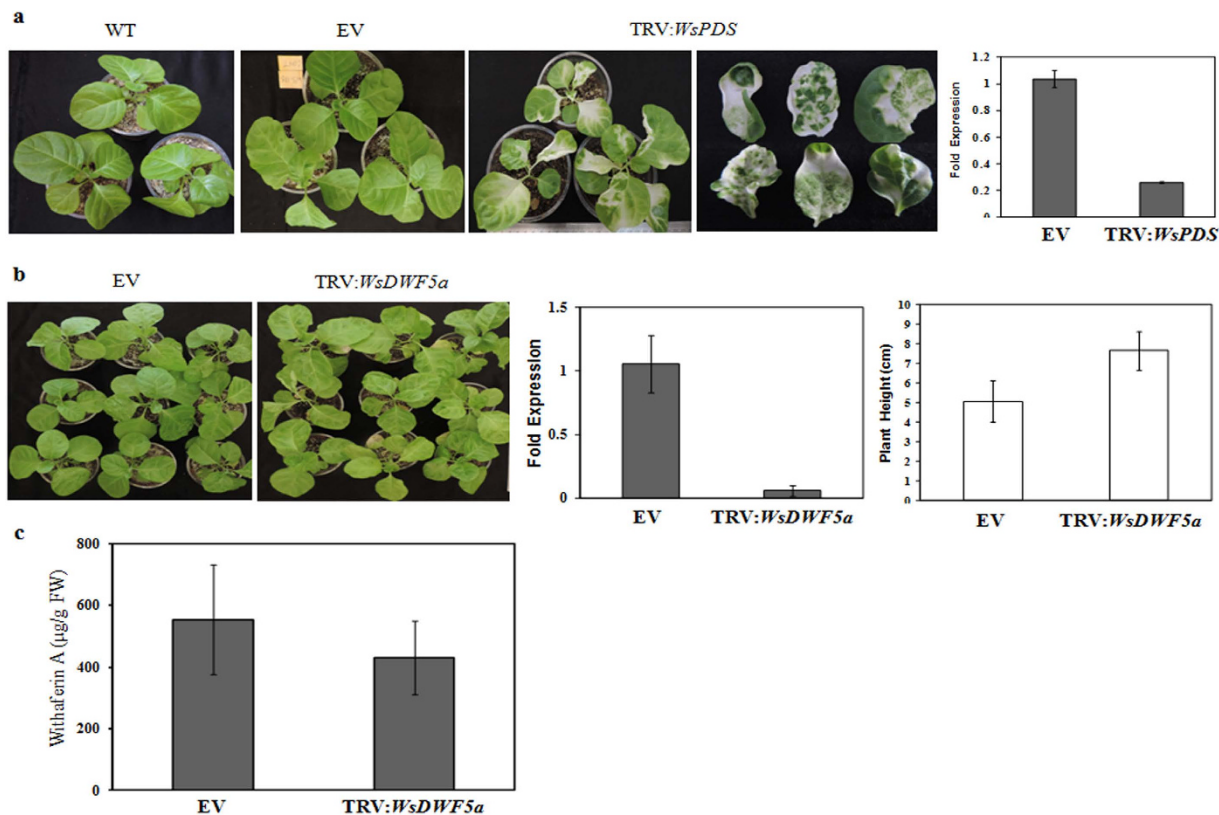 a
WT
EV
TRV:WsPDS
1.2
1
0.8
0.6
0.4
0.2
0
Fold Expression
EV
TRV:WsPDS
b
EV
TRV:WsDWF5a
1.5
1
0.5
0
Fold Expression
EV
TRV:WsDWF5a
10
9
8
7
6
5
4
3
2
1
0
Plant Height (cm)
EV
TRV:WsDWF5a
c
800
600
400
200
0
Withaferin A (µg/g FW)
EV
TRV:WsDWF5a